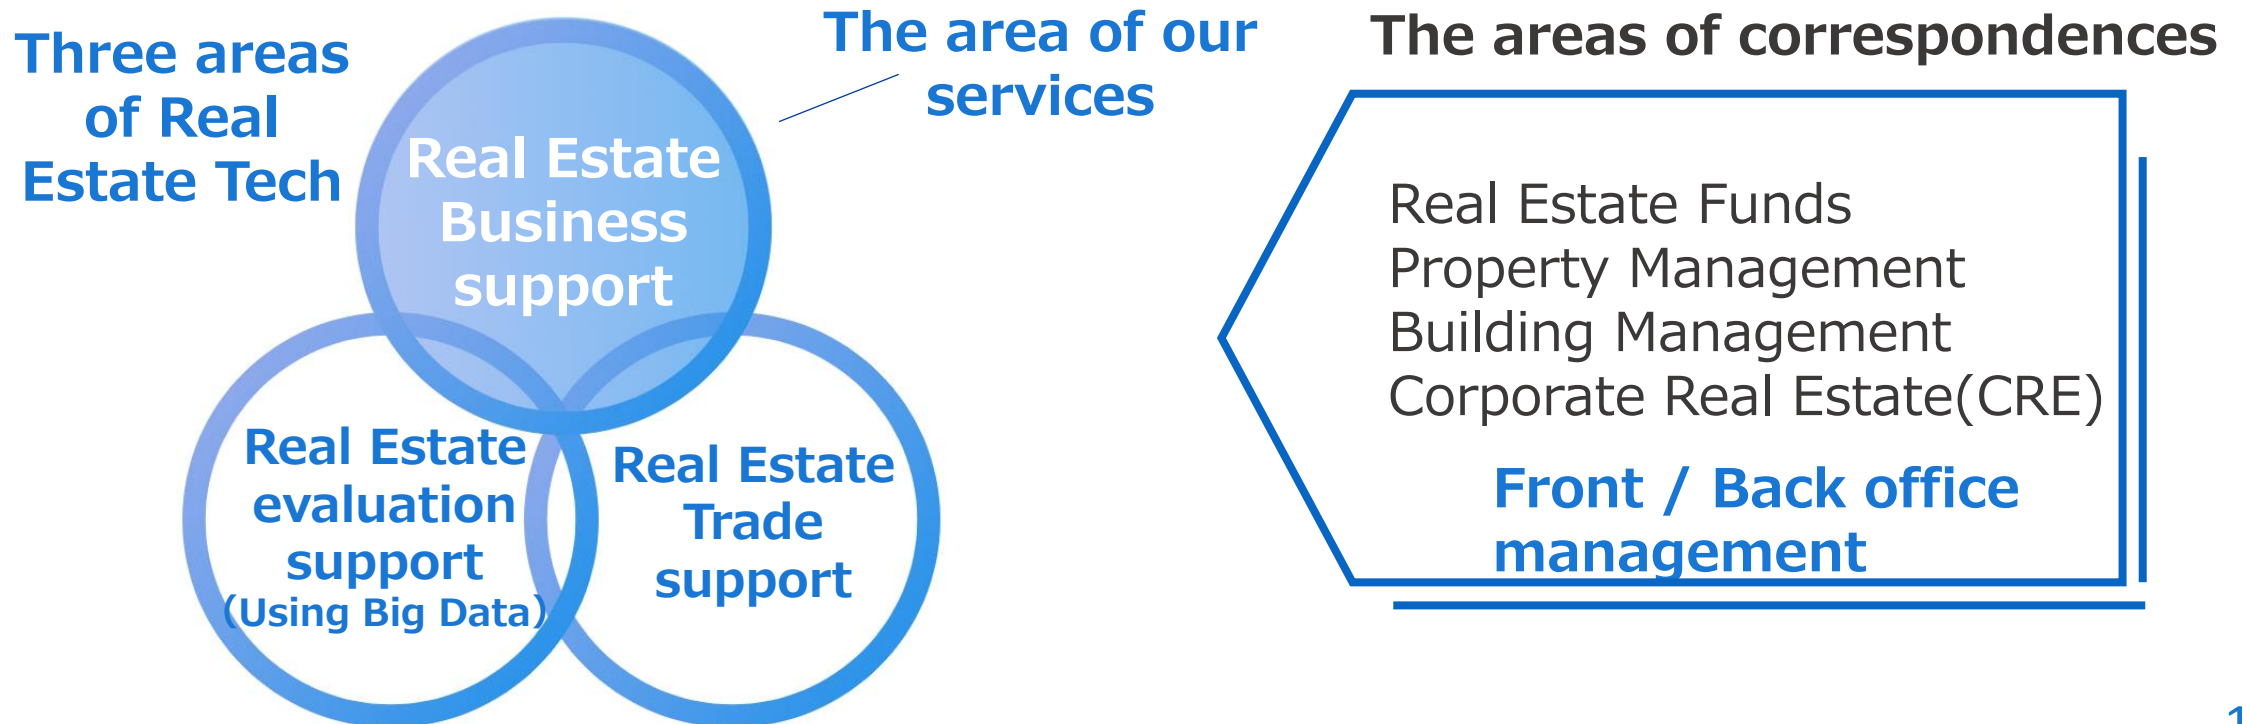 Three areas
of Real
Estate Tech
The area of our
services
Real Estate
Business
support
Real Estate
evaluation
support
（Using Big Data）
Real Estate
Trade
support
The areas of correspondences
Real Estate Funds
Property Management
Building Management
Corporate Real Estate(CRE)
Front / Back office
management